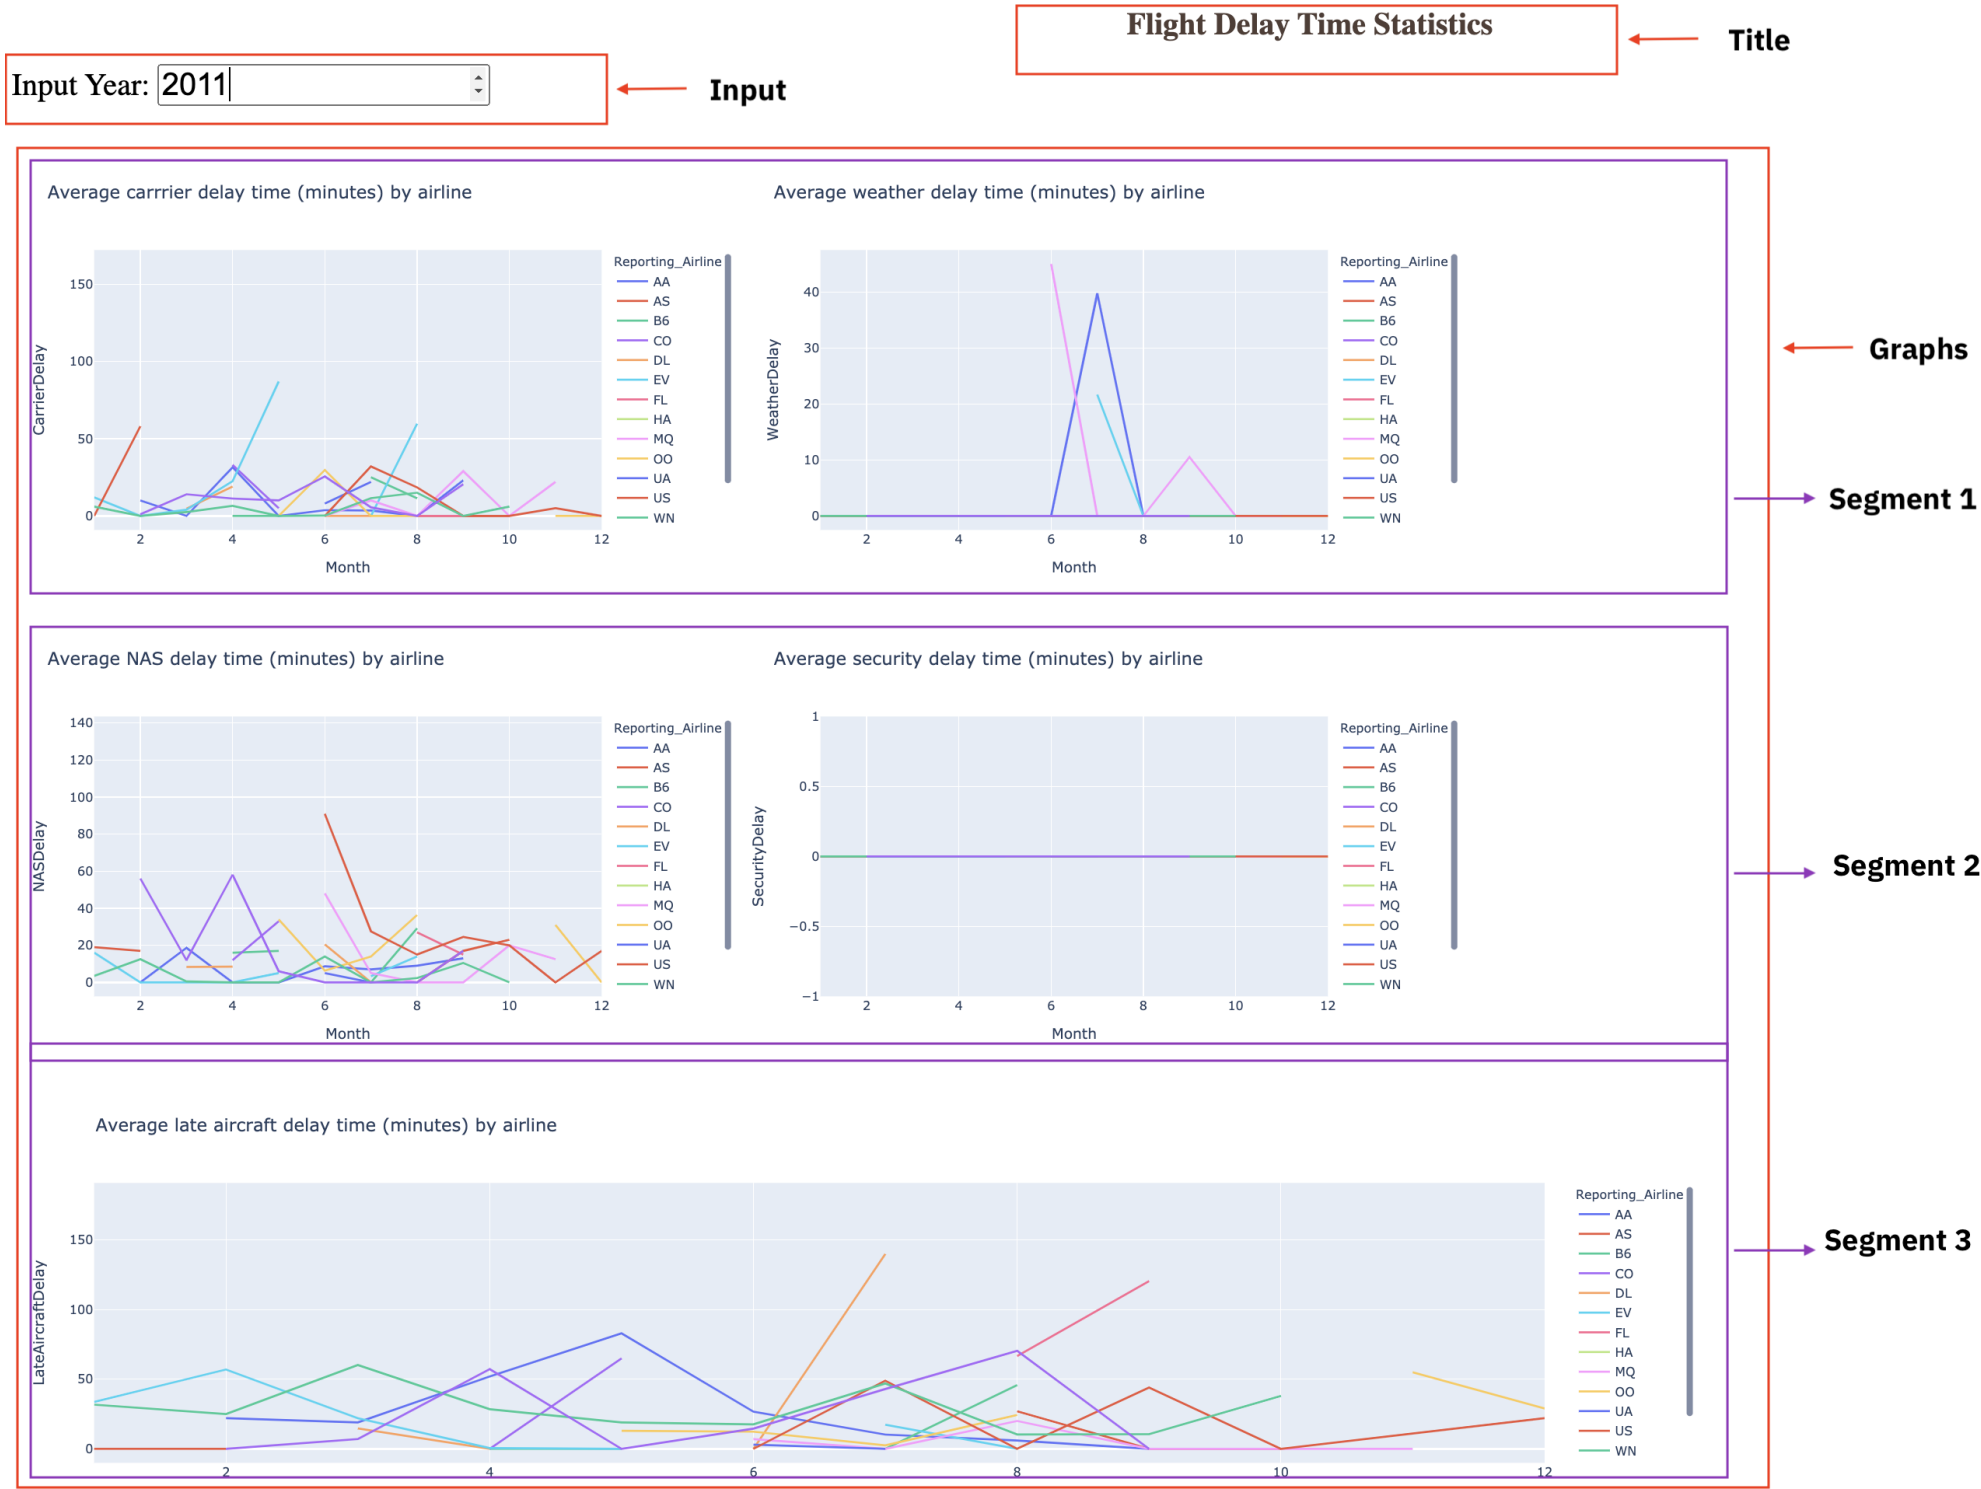 Flight Delay Time Statistics
Title
Input Year: 2011
Input
Graphs
Average carrrier delay time (minutes) by airline
CarrierDelay
150
100
50
0
2 4 6 8 10 12
Month
Reporting_Airline
AA
AS
B6
CO
DL
EV
FL
HA
MQ
OO
UA
US
WN
Average weather delay time (minutes) by airline
WeatherDelay
40
30
20
10
0
2 4 6 8 10 12
Month
Reporting_Airline
AA
AS
B6
CO
DL
EV
FL
HA
MQ
OO
UA
US
WN
Segment 1
Average NAS delay time (minutes) by airline
NASDelay
140
120
100
80
60
40
20
0
2 4 6 8 10 12
Month
Reporting_Airline
AA
AS
B6
CO
DL
EV
FL
HA
MQ
OO
UA
US
WN
Average security delay time (minutes) by airline
SecurityDelay
1
0.5
0
−0.5
−1
2 4 6 8 10 12
Month
Reporting_Airline
AA
AS
B6
CO
DL
EV
FL
HA
MQ
OO
UA
US
WN
Segment 2
Average late aircraft delay time (minutes) by airline
LateAircraftDelay
150
100
50
0
2 4 6 8 10 12
Reporting_Airline
AA
AS
B6
CO
DL
EV
FL
HA
MQ
OO
UA
US
WN
Segment 3